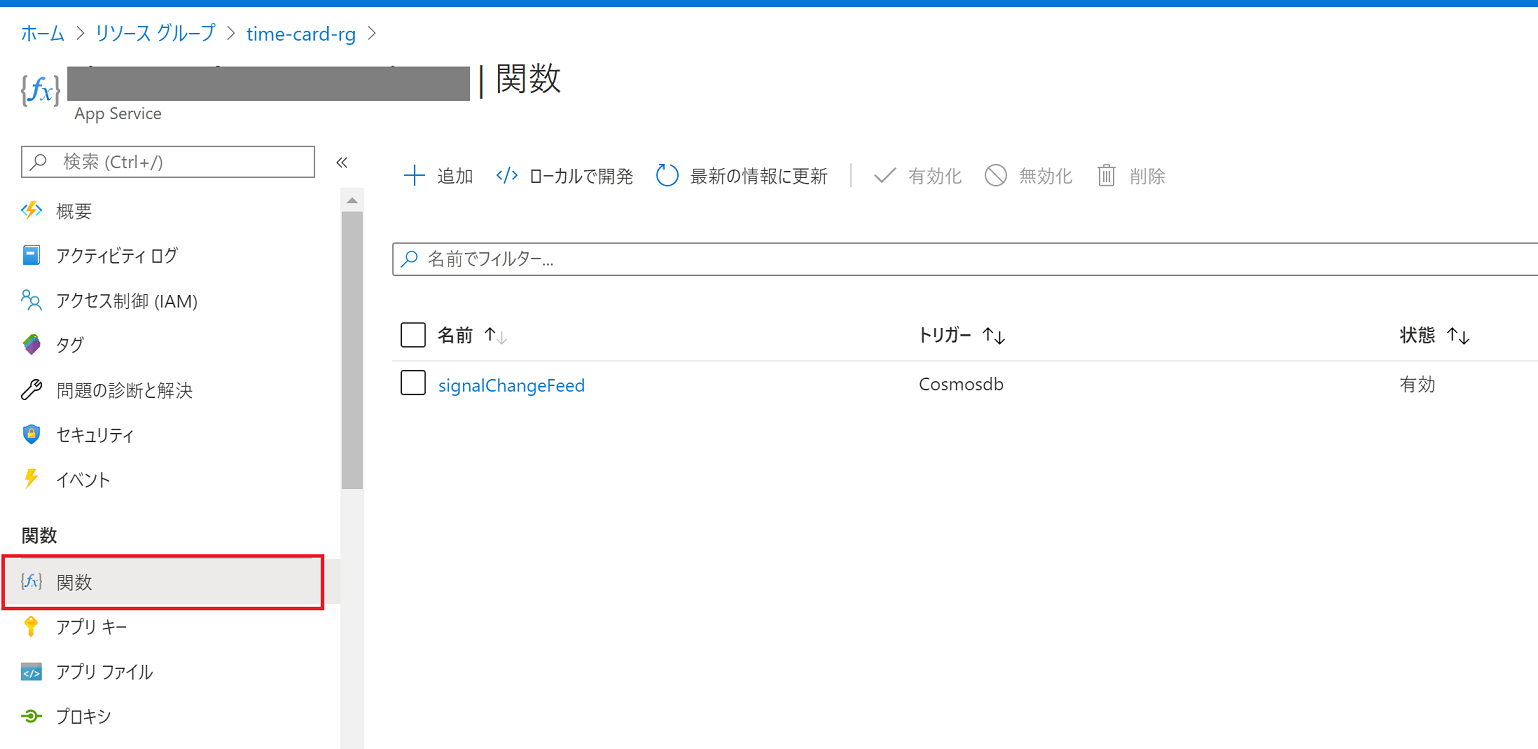 ホーム > リソース グループ > time-card-rg >
| 関数
App Service
検索 (Ctrl+/)
«
概要
アクティビティ ログ
アクセス制御 (IAM)
タグ
問題の診断と解決
セキュリティ
イベント
関数
関数
アプリ キー
アプリ ファイル
プロキシ
追加 ローカルで開発 最新の情報に更新 有効化 無効化 削除
名前でフィルター...
名前 ↑↓ トリガー ↑↓ 状態 ↑↓
signalChangeFeed Cosmosdb 有効